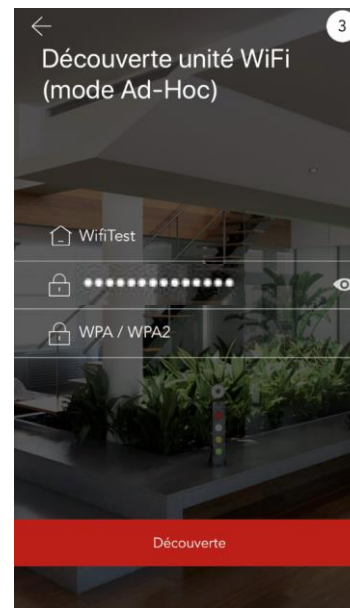 3
Découverte unité WiFi
(mode Ad-Hoc)
WifiTest
••••••••••••••
WPA / WPA2
Découverte